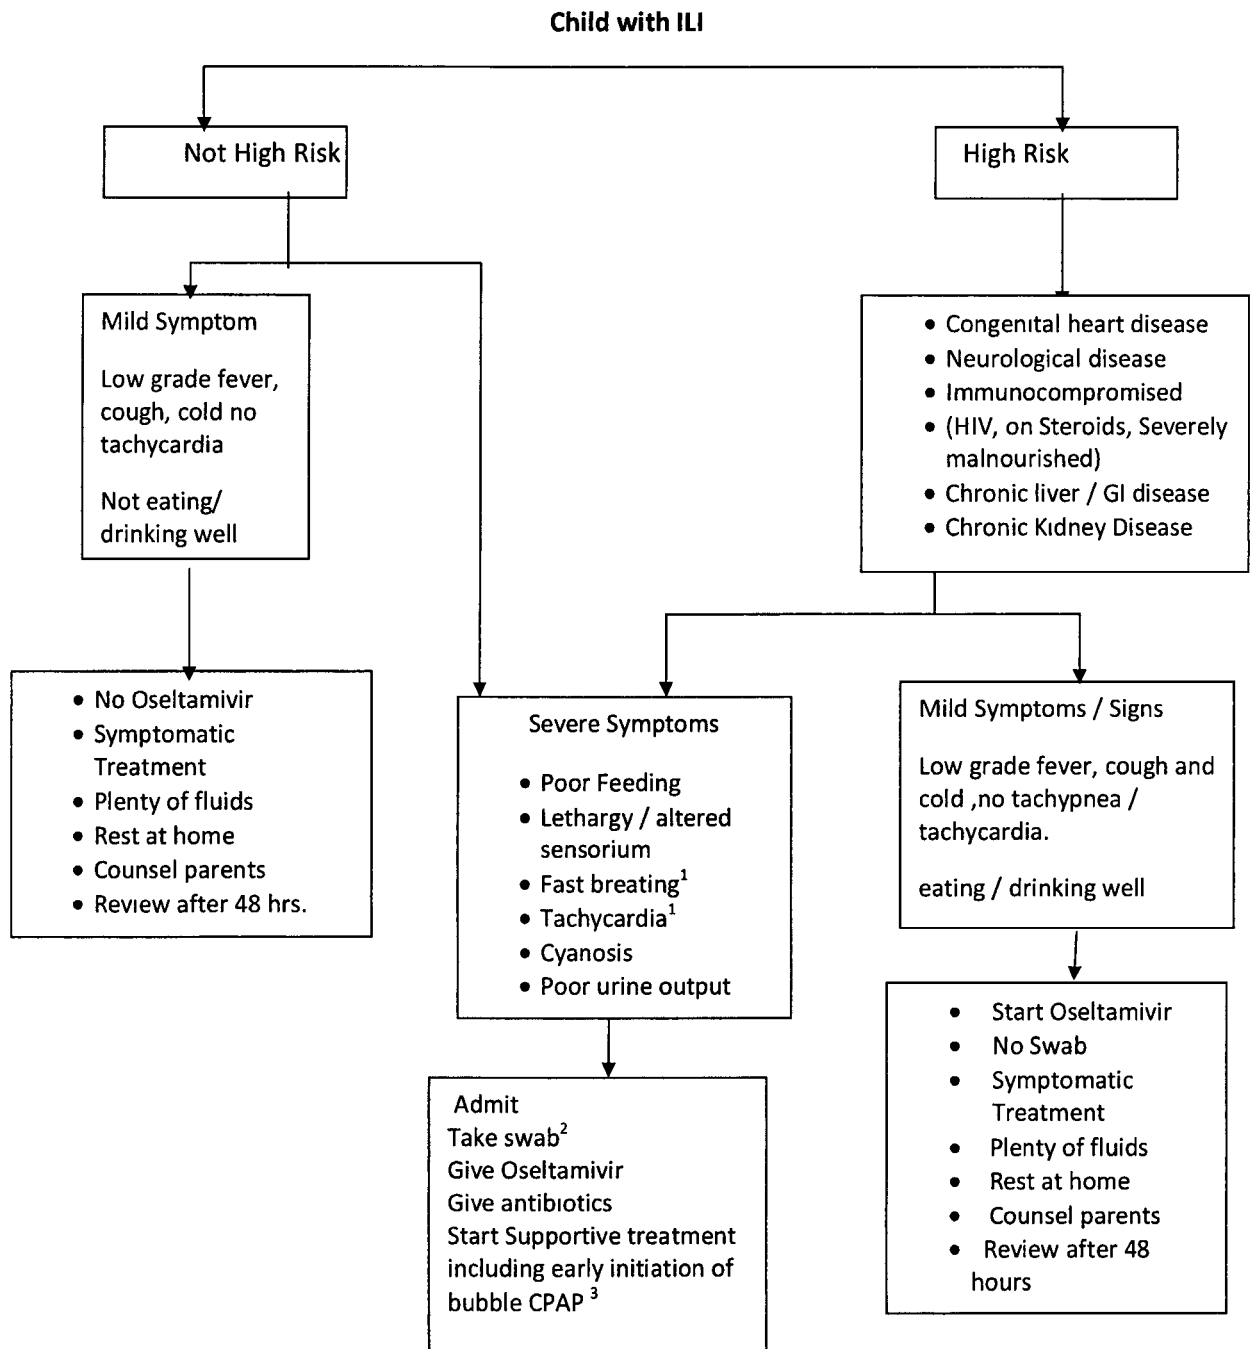 Child with ILI
Not High Risk
High Risk
Mild Symptom
Low grade fever,
cough, cold no
tachycardia
Not eating/
drinking well
• Congenital heart disease
• Neurological disease
• Immunocompromised
• (HIV, on Steroids, Severely
malnourished)
• Chronic liver / GI disease
• Chronic Kidney Disease
• No Oseltamivir
• Symptomatic
Treatment
• Plenty of fluids
• Rest at home
• Counsel parents
• Review after 48 hrs.
Severe Symptoms
• Poor Feeding
• Lethargy / altered
sensorium
• Fast breating¹
• Tachycardia¹
• Cyanosis
• Poor urine output
Mild Symptoms / Signs
Low grade fever, cough and
cold ,no tachypnea /
tachycardia.
eating / drinking well
Admit
Take swab²
Give Oseltamivir
Give antibiotics
Start Supportive treatment
including early initiation of
bubble CPAP ³
• Start Oseltamivir
• No Swab
• Symptomatic
Treatment
• Plenty of fluids
• Rest at home
• Counsel parents
• Review after 48
hours